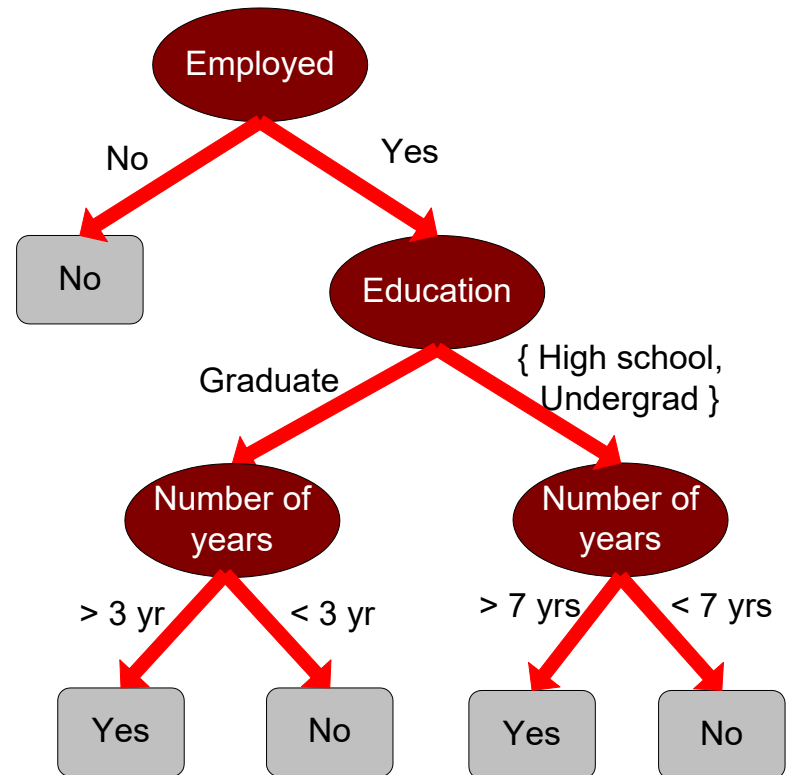 Employed
No
Yes
No
Education
Graduate
{ High school,
Undergrad }
Number of
years
Number of
years
> 3 yr
< 3 yr
> 7 yrs
< 7 yrs
Yes
No
Yes
No